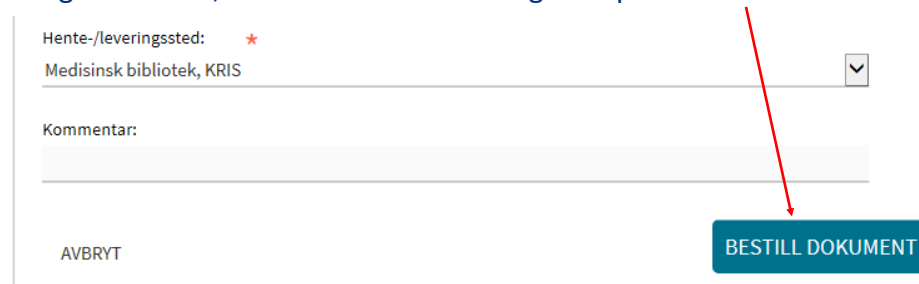 Hente-/leveringssted: *
Medisinsk bibliotek, KRIS
Kommentar:
AVBRYT
BESTILL DOKUMENT